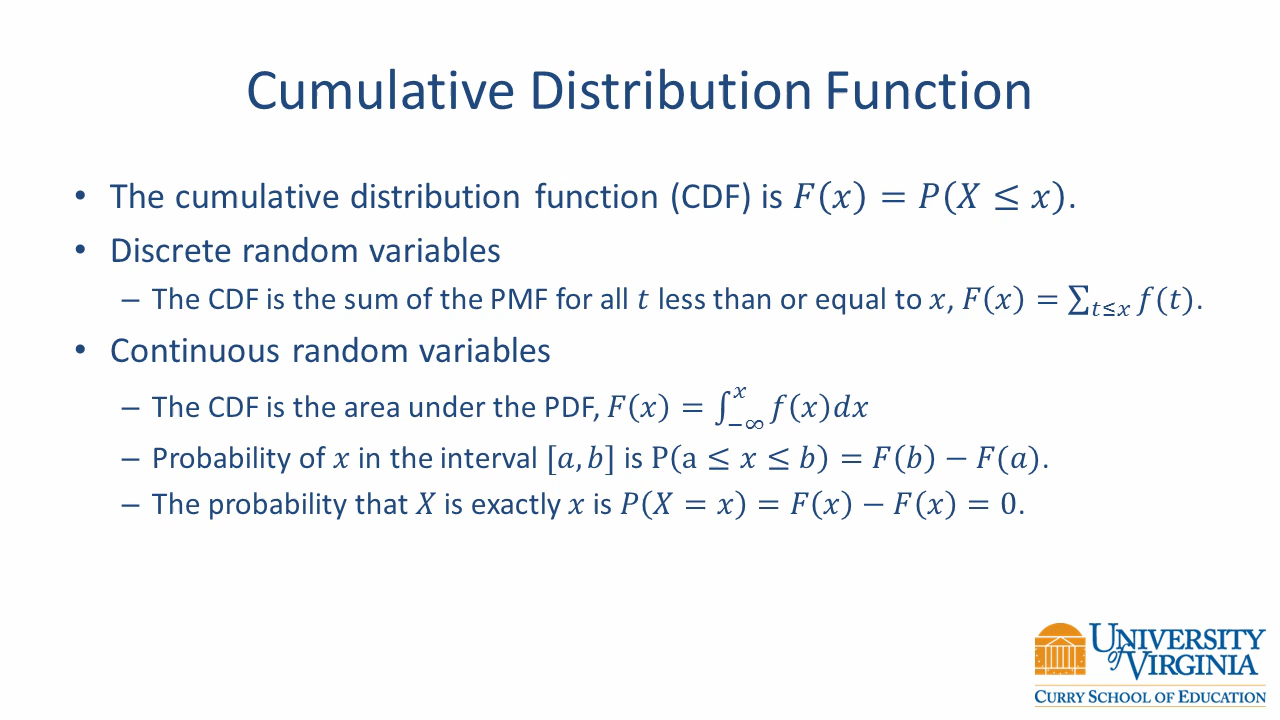 Cumulative Distribution Function
• The cumulative distribution function (CDF) is 𝐹(𝑥) = 𝑃(𝑋 ≤ 𝑥).
• Discrete random variables
– The CDF is the sum of the PMF for all 𝑡 less than or equal to 𝑥, 𝐹(𝑥) = ∑_{𝑡≤𝑥} 𝑓(𝑡).
• Continuous random variables
– The CDF is the area under the PDF, 𝐹(𝑥) = ∫_{−∞}^{𝑥} 𝑓(𝑥)𝑑𝑥
– Probability of 𝑥 in the interval [𝑎, 𝑏] is P(a ≤ 𝑥 ≤ 𝑏) = 𝐹(𝑏) − 𝐹(𝑎).
– The probability that 𝑋 is exactly 𝑥 is 𝑃(𝑋 = 𝑥) = 𝐹(𝑥) − 𝐹(𝑥) = 0.
UNIVERSITY
of VIRGINIA
CURRY SCHOOL OF EDUCATION